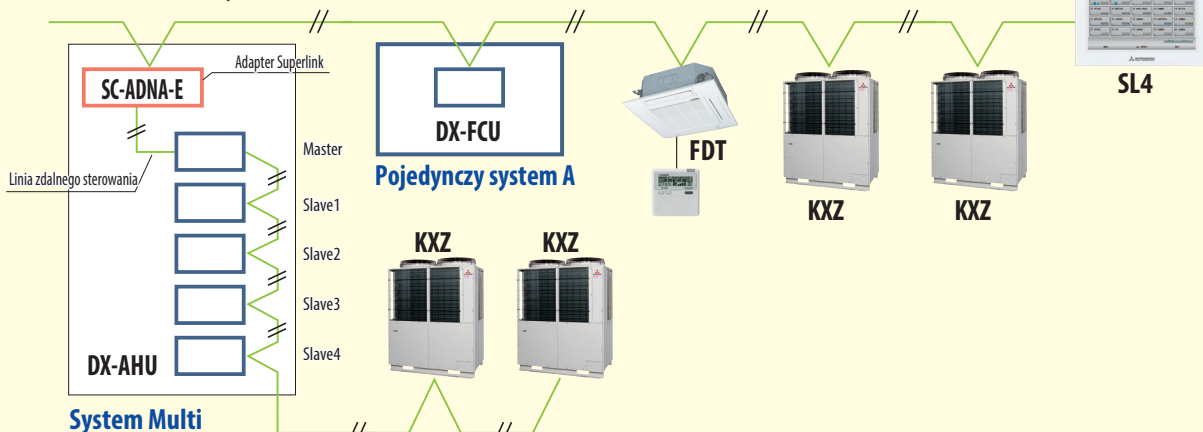 SC-ADNA-E
Adapter Superlink
Linia zdalnego sterowania
Master
Slave1
Slave2
Slave3
Slave4
DX-AHU
System Multi
DX-FCU
Pojedynczy system A
FDT
KXZ
KXZ
KXZ
KXZ
SL4